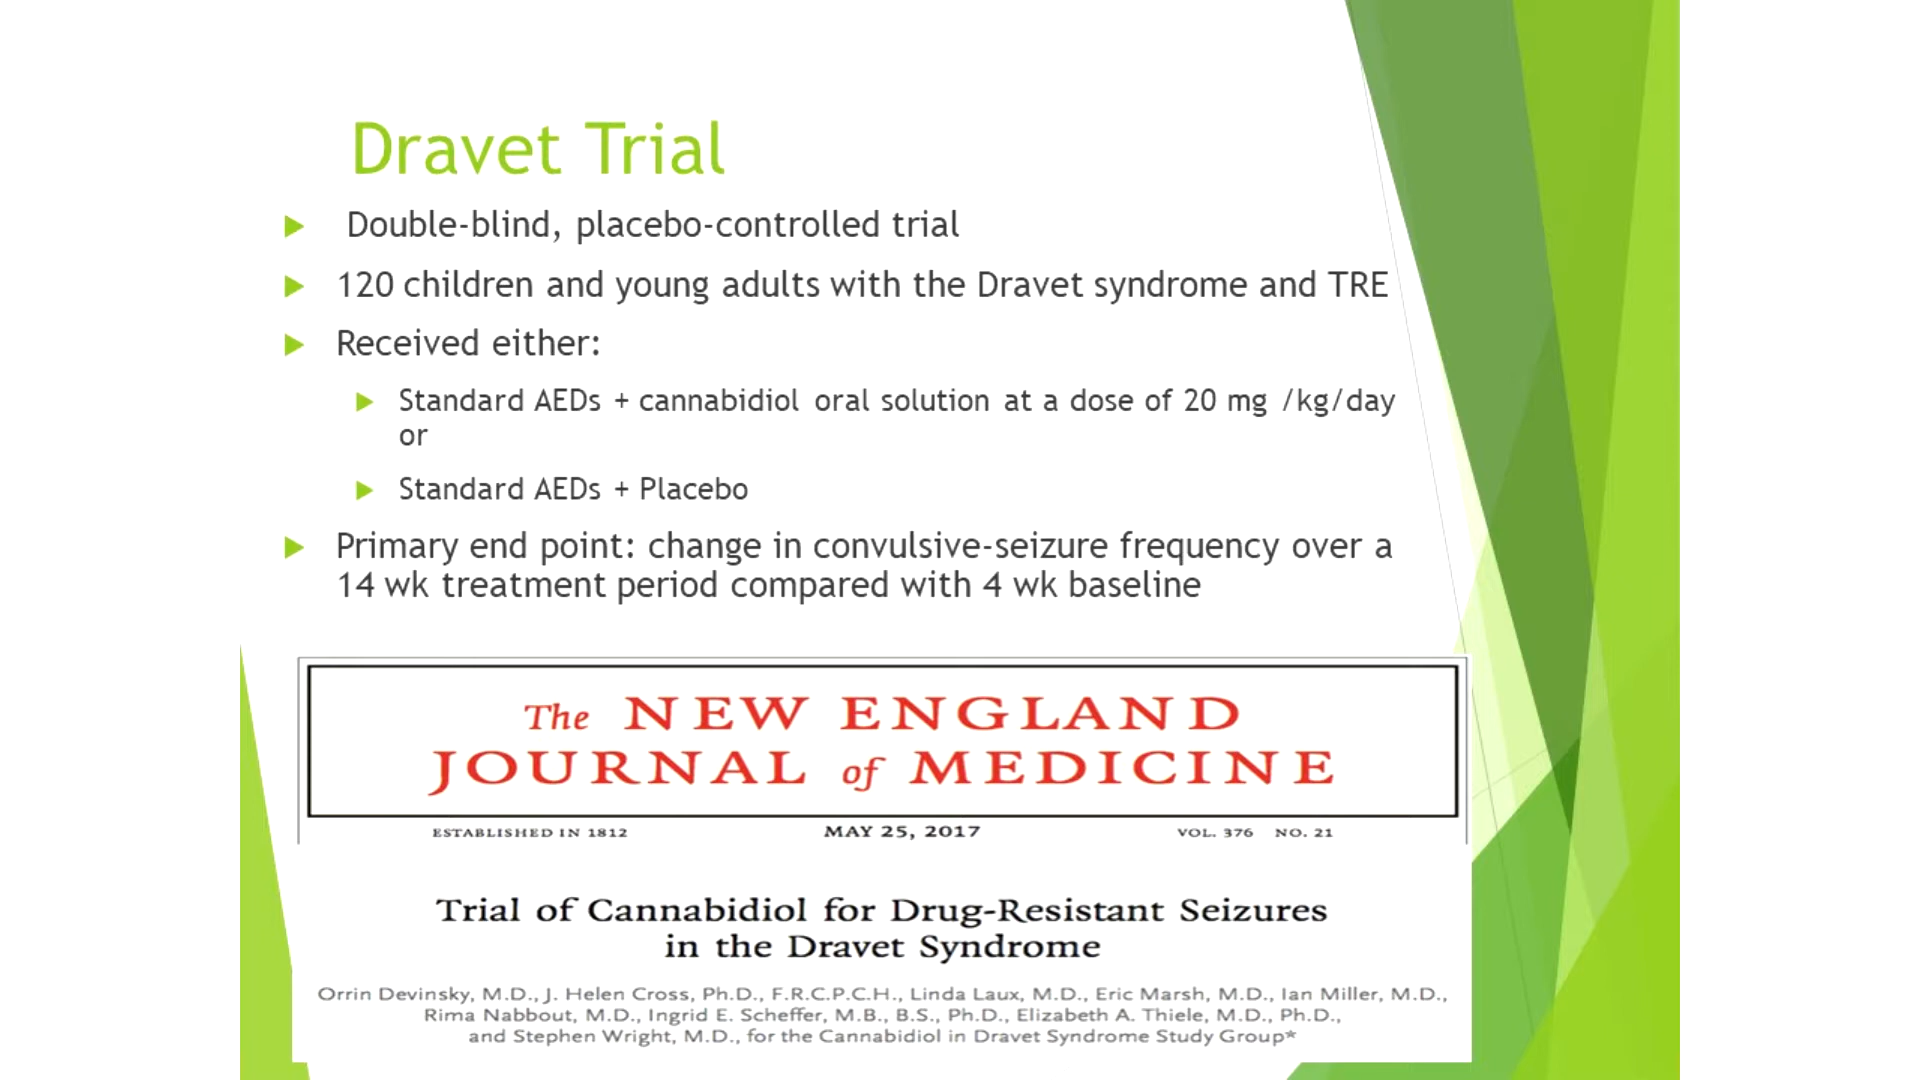 Dravet Trial
Double-blind, placebo-controlled trial
120 children and young adults with the Dravet syndrome and TRE
Received either:
Standard AEDs + cannabidiol oral solution at a dose of 20 mg /kg/day
or
Standard AEDs + Placebo
Primary end point: change in convulsive-seizure frequency over a
14 wk treatment period compared with 4 wk baseline
The NEW ENGLAND
JOURNAL of MEDICINE
ESTABLISHED IN 1812 MAY 25, 2017 VOL. 376 NO. 21
Trial of Cannabidiol for Drug-Resistant Seizures
in the Dravet Syndrome
Orrin Devinsky, M.D., J. Helen Cross, Ph.D., F.R.C.P.C.H., Linda Laux, M.D., Eric Marsh, M.D., Ian Miller, M.D.,
Rima Nabbout, M.D., Ingrid E. Scheffer, M.B., B.S., Ph.D., Elizabeth A. Thiele, M.D., Ph.D.,
and Stephen Wright, M.D., for the Cannabidiol in Dravet Syndrome Study Group*